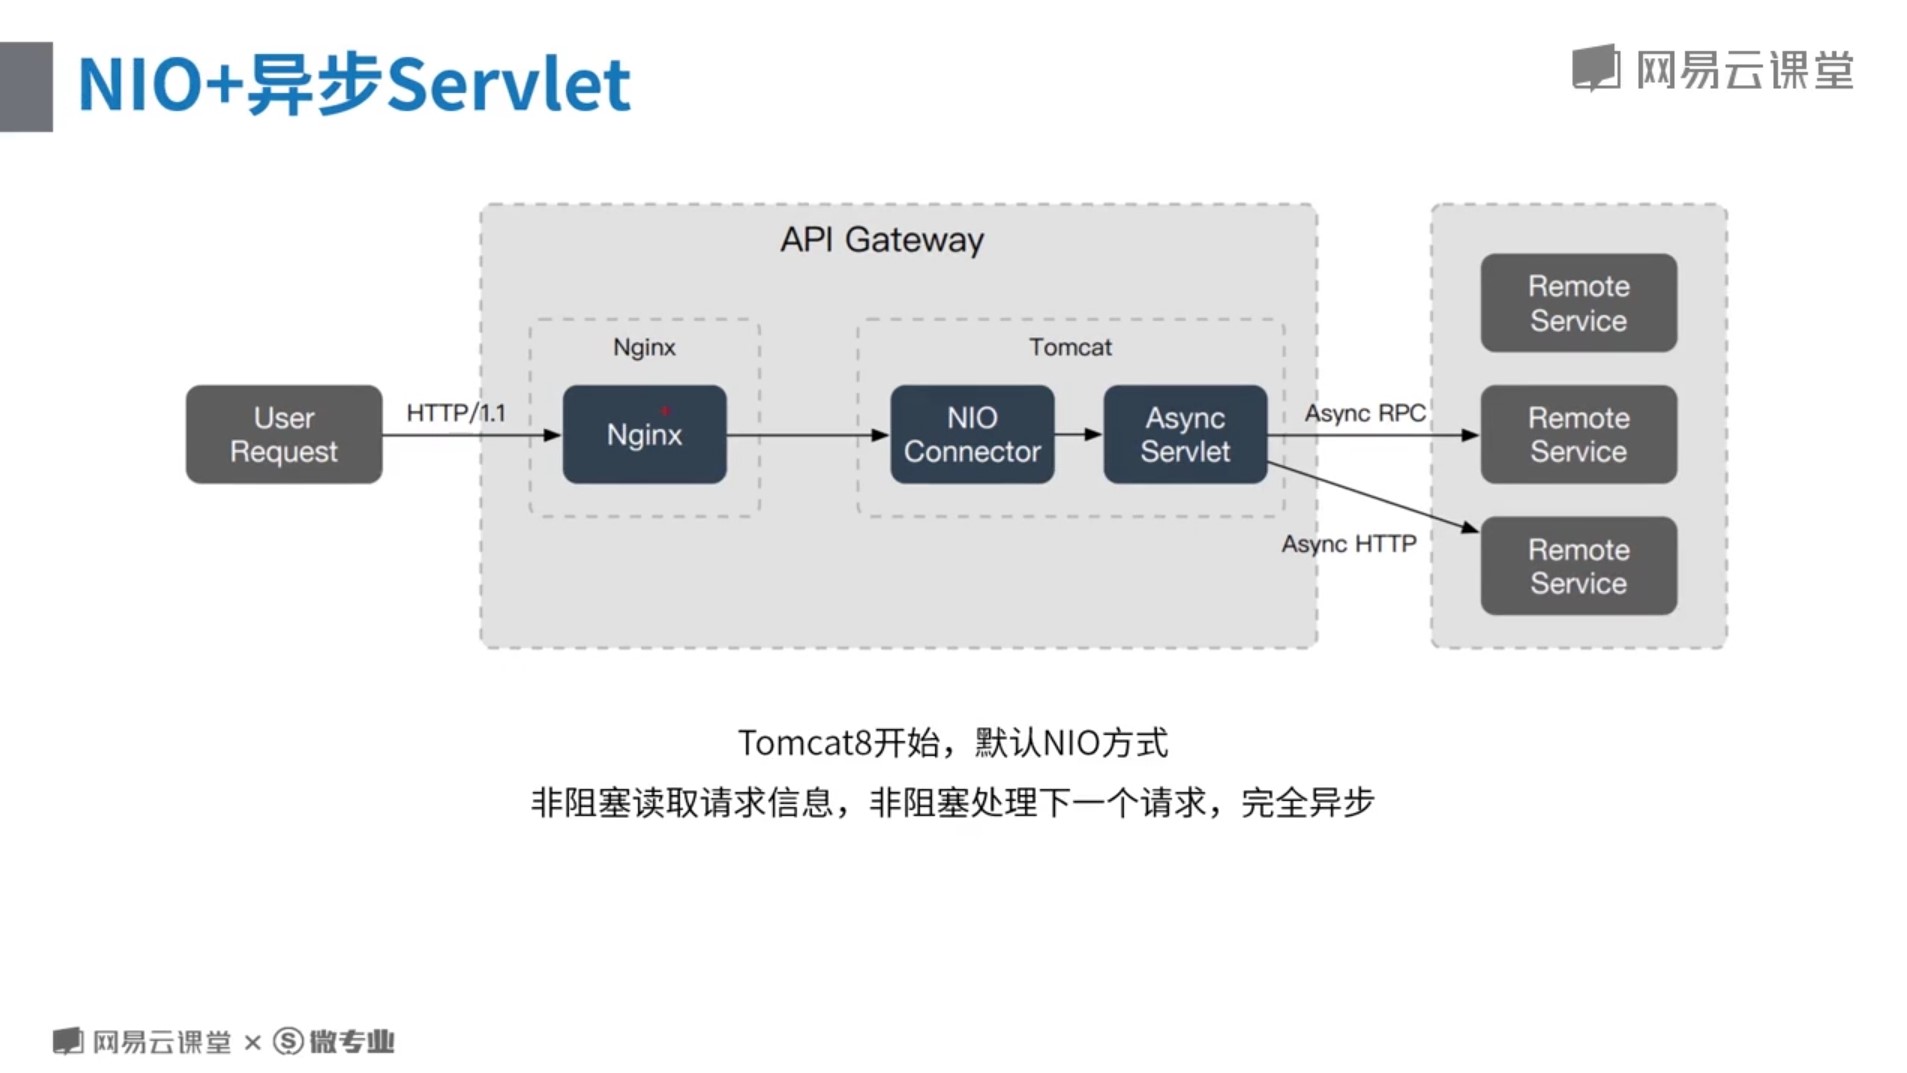 NIO+异步Servlet
网易云课堂
API Gateway
Nginx
Tomcat
User
Request
HTTP/1.1
Nginx
NIO
Connector
Async
Servlet
Async RPC
Async HTTP
Remote
Service
Remote
Service
Remote
Service
Tomcat8开始，默认NIO方式
非阻塞读取请求信息，非阻塞处理下一个请求，完全异步
网易云课堂 × Ⓢ 微专业